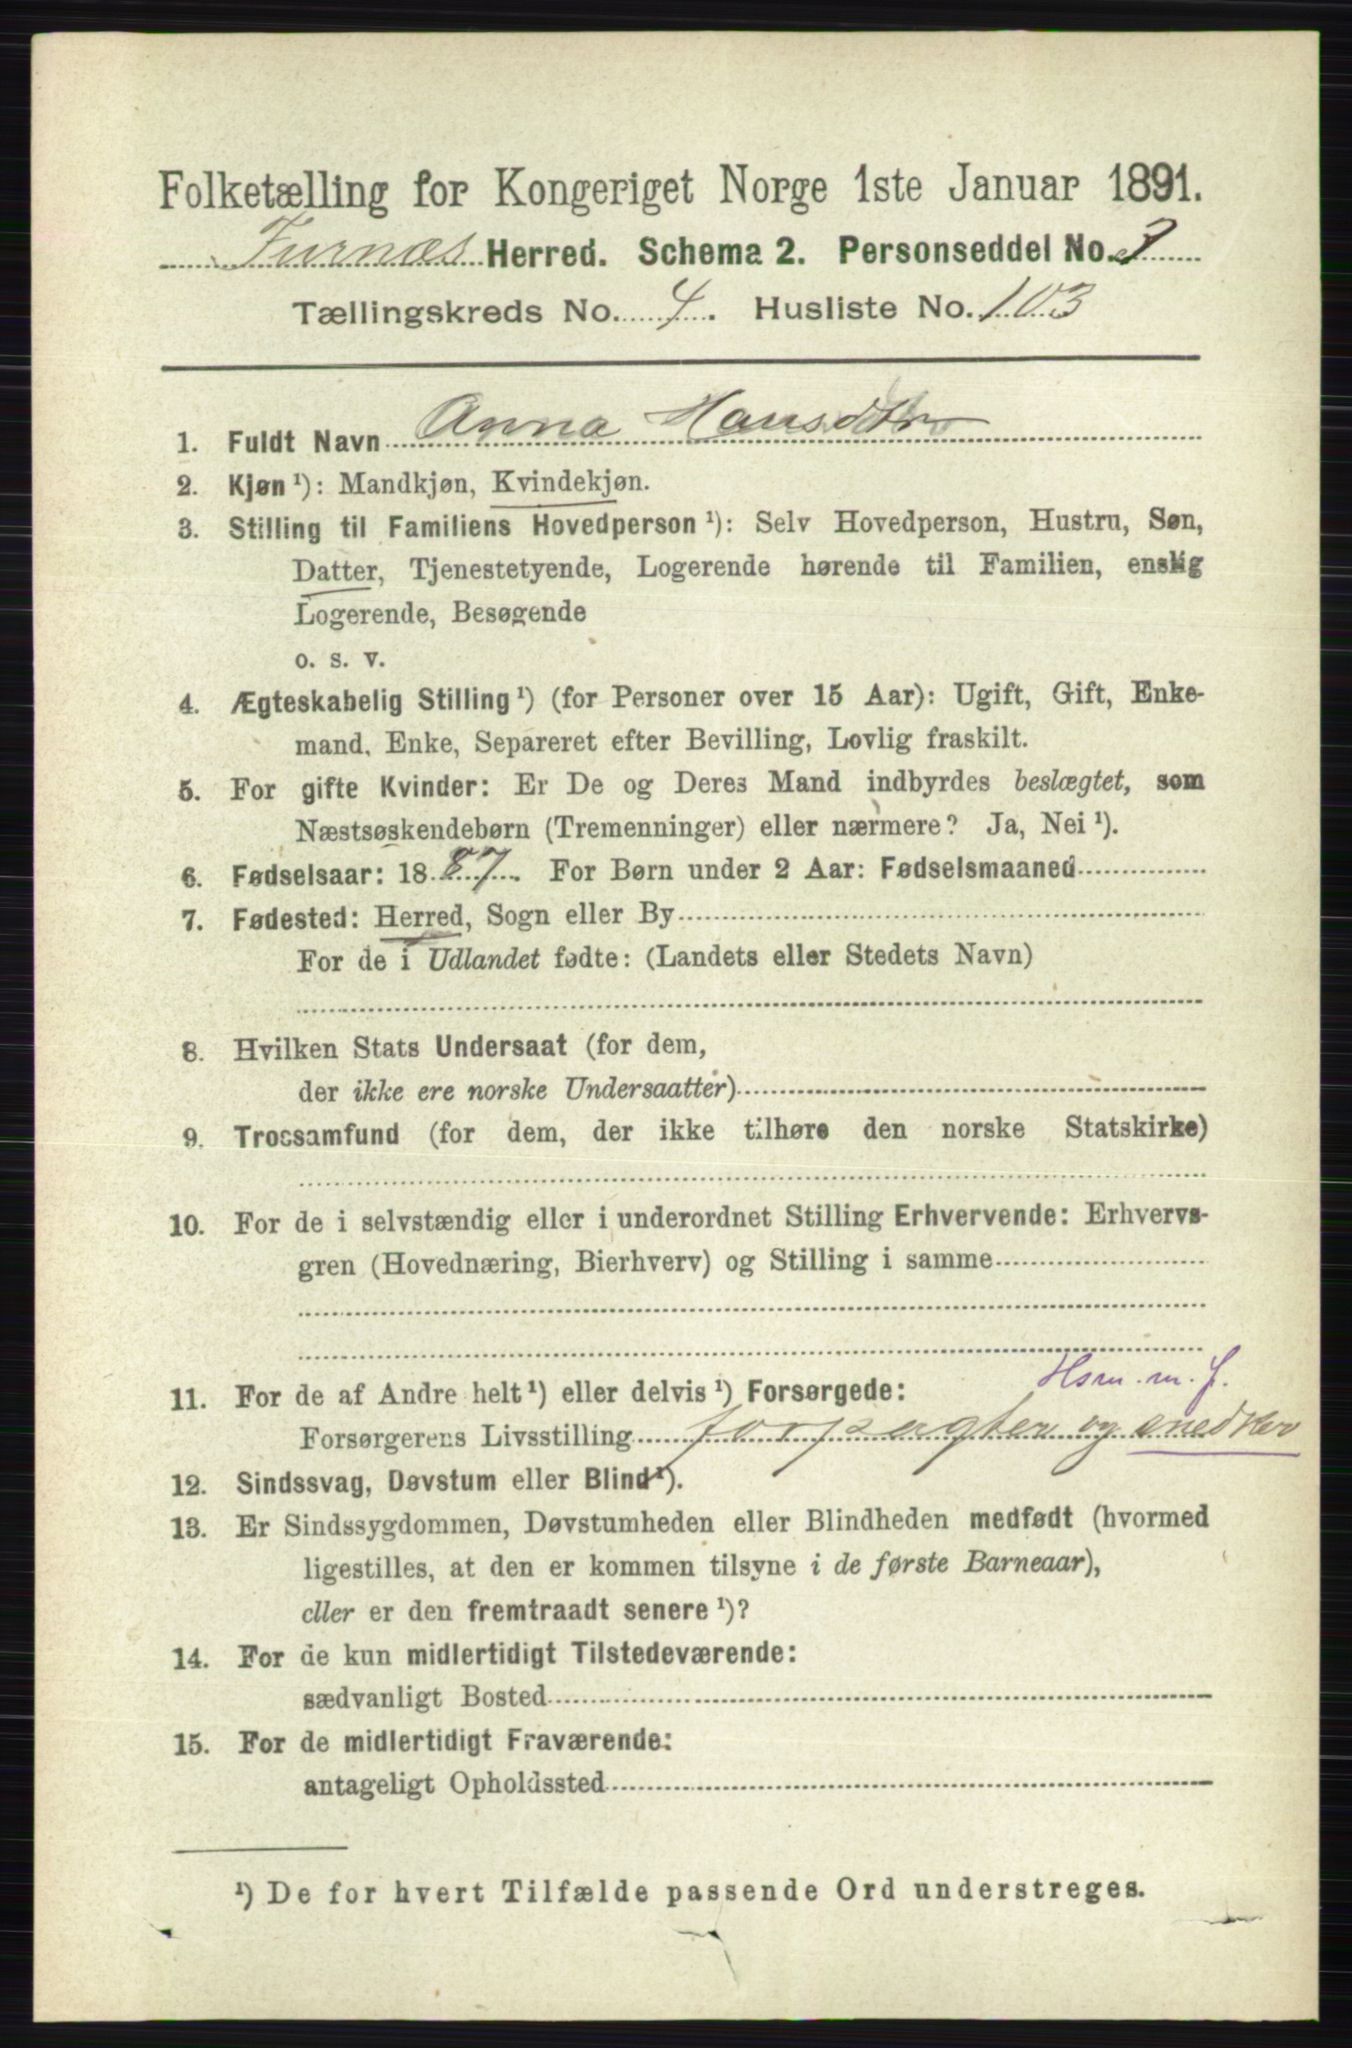 Folketælling for Kongeriget Norge 1ste Januar 1891.
Furnæs Herred. Schema 2. Personseddel No. 3
Tællingskreds No. 4. Husliste No. 103
1. Fuldt Navn Anna Hansdtr
2. Kjøn ¹): Mandkjøn, Kvindekjøn.
3. Stilling til Familiens Hovedperson ¹): Selv Hovedperson, Hustru, Søn,
Datter, Tjenestetyende, Logerende hørende til Familien, enslig
Logerende, Besøgende
o. s. v.
4. Ægteskabelig Stilling ¹) (for Personer over 15 Aar): Ugift, Gift, Enke-
mand, Enke, Separeret efter Bevilling, Lovlig fraskilt.
5. For gifte Kvinder: Er De og Deres Mand indbyrdes beslægtet, som
Næstsøskendebørn (Tremenninger) eller nærmere? Ja, Nei ¹).
6. Fødselsaar: 1887. For Børn under 2 Aar: Fødselsmaaned
7. Fødested: Herred, Sogn eller By
For de i Udlandet fødte: (Landets eller Stedets Navn)
8. Hvilken Stats Undersaat (for dem,
der ikke ere norske Undersaatter)
9. Trossamfund (for dem, der ikke tilhøre den norske Statskirke)
10. For de i selvstændig eller i underordnet Stilling Erhvervende: Erhvervs-
gren (Hovednæring, Bierhverv) og Stilling i samme
Hsm. m. j.
11. For de af Andre helt ¹) eller delvis ¹) Forsørgede:
Forsørgerens Livsstilling forpagter og snedker
12. Sindssvag, Døvstum eller Blind ¹).
13. Er Sindssygdommen, Døvstumheden eller Blindheden medfødt (hvormed
ligestilles, at den er kommen tilsyne i de første Barneaar),
eller er den fremtraadt senere ¹)?
14. For de kun midlertidigt Tilstedeværende:
sædvanligt Bosted
15. For de midlertidigt Fraværende:
antageligt Opholdssted
¹) De for hvert Tilfælde passende Ord understreges.